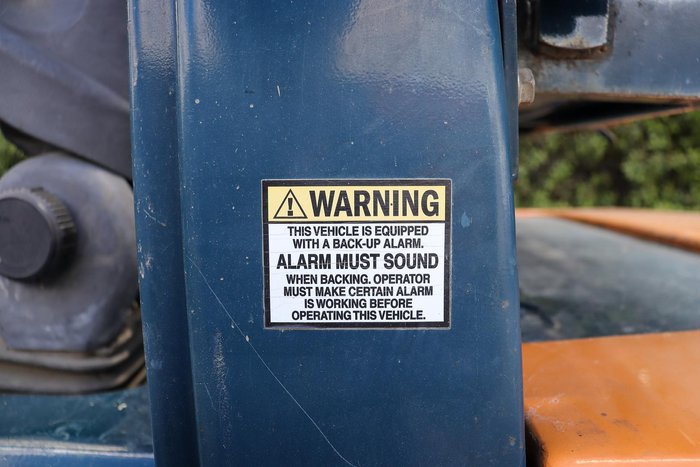 WARNING
THIS VEHICLE IS EQUIPPED
WITH A BACK-UP ALARM.
ALARM MUST SOUND
WHEN BACKING. OPERATOR
MUST MAKE CERTAIN ALARM
IS WORKING BEFORE
OPERATING THIS VEHICLE.